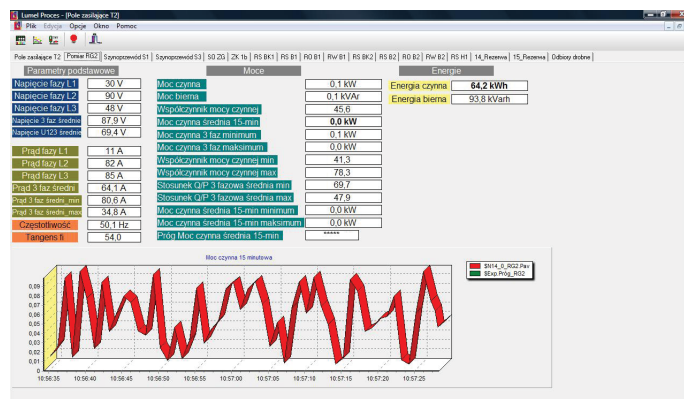 Lumel Proces - [Pole zasilające T2]
Plik Edycja Opcje Okno Pomoc
Pole zasilające T2 Pomiar RG2 Szynoprzewód S1 Szynoprzewód S3 SO ZG ZK 1b RS BK1 RS B1 RO B1 RW B1 RS BK2 RS B2 RO B2 RW B2 RS H1 14_Rezerwa 15_Rezerwa Odbiory drobne
Parametry podstawowe Moce Energie
Napięcie fazy L1 30 V Moc czynna 0,1 kW Energia czynna 64,2 kWh
Napięcie fazy L2 90 V Moc bierna 0,1 kVAr Energia bierna 93,8 kVarh
Napięcie fazy L3 48 V Współczynnik mocy czynnej 45,6
Napięcie 3 faz średnie 87,9 V Moc czynna średnia 15-min 0,0 kW
Napięcie U123 średnie 69,4 V Moc czynna 3 faz minimum 0,1 kW
Moc czynna 3 faz maksimum 0,0 kW
Prąd fazy L1 11 A Współczynnik mocy czynnej min 41,3
Prąd fazy L2 82 A Współczynnik mocy czynnej max 78,3
Prąd fazy L3 85 A Stosunek Q/P 3 fazowa średnia min 69,7
Prąd 3 faz średni 64,1 A Stosunek Q/P 3 fazowa średnia max 47,9
Prąd 3 faz średni_min 80,6 A Moc czynna średnia 15-min minimum 0,0 kW
Prąd 3 faz średni_max 34,8 A Moc czynna średnia 15-min maksimum 0,0 kW
Częstotliwość 50,1 Hz Próg Moc czynna średnia 15-min *****
Tangens fi 54,0
Moc czynna 15 minutowa
$N14_0_RG2.Pav
$Exp.Próg_RG2
0,09
0,08
0,07
0,06
0,05
0,04
0,03
0,02
0,01
0
10:56:35 10:56:40 10:56:45 10:56:50 10:56:55 10:57:00 10:57:05 10:57:10 10:57:15 10:57:20 10:57:25